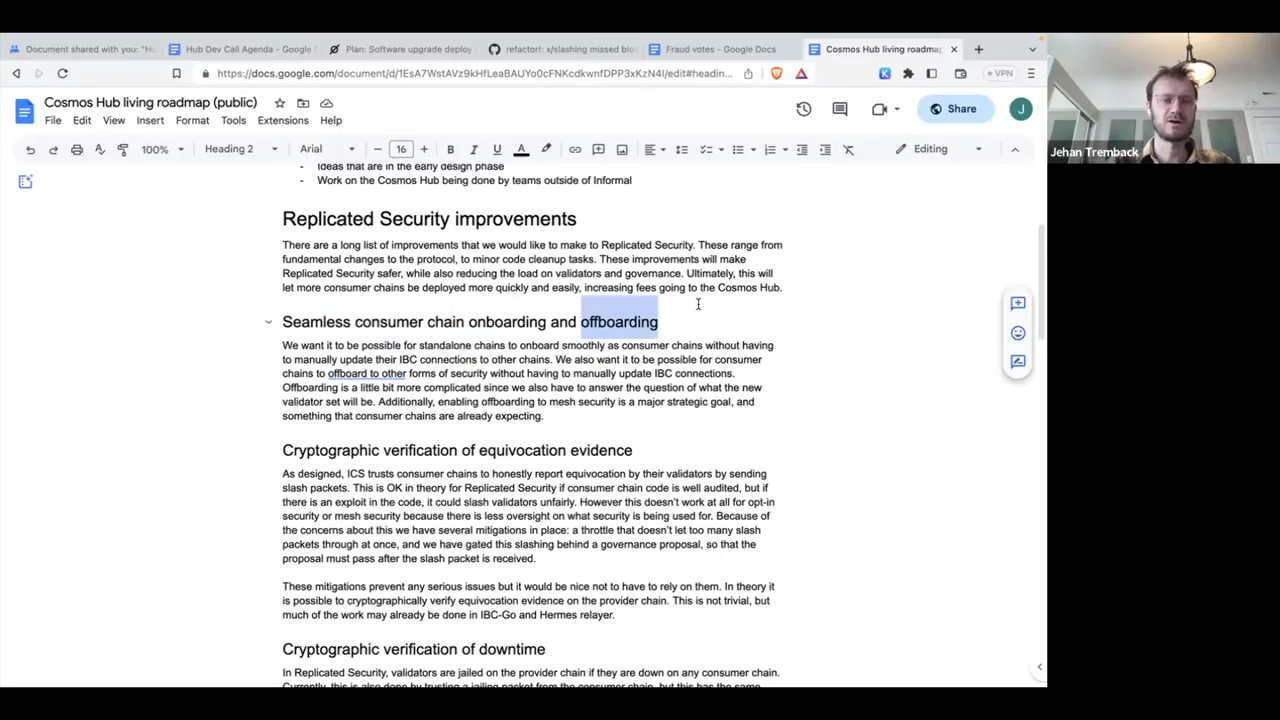 Document shared with you: "Hu
Hub Dev Call Agenda - Google D
Plan: Software upgrade deploy
refactor!: x/slashing missed blo
Fraud votes - Google Docs
Cosmos Hub living roadmap
https://docs.google.com/document/d/1EsA7WstAVz9kHfLeaBAUYo0cFNKcdkwnfDPP3xKzN4I/edit#headin...
VPN
Cosmos Hub living roadmap (public)
File Edit View Insert Format Tools Extensions Help
Share
J
100% Heading 2 Arial 16 B I U A Editing
Jehan Tremback
- Ideas that are in the early design phase
- Work on the Cosmos Hub being done by teams outside of Informal
Replicated Security improvements
There are a long list of improvements that we would like to make to Replicated Security. These range from
fundamental changes to the protocol, to minor code cleanup tasks. These improvements will make
Replicated Security safer, while also reducing the load on validators and governance. Ultimately, this will
let more consumer chains be deployed more quickly and easily, increasing fees going to the Cosmos Hub.
Seamless consumer chain onboarding and offboarding
We want it to be possible for standalone chains to onboard smoothly as consumer chains without having
to manually update their IBC connections to other chains. We also want it to be possible for consumer
chains to offboard to other forms of security without having to manually update IBC connections.
Offboarding is a little bit more complicated since we also have to answer the question of what the new
validator set will be. Additionally, enabling offboarding to mesh security is a major strategic goal, and
something that consumer chains are already expecting.
Cryptographic verification of equivocation evidence
As designed, ICS trusts consumer chains to honestly report equivocation by their validators by sending
slash packets. This is OK in theory for Replicated Security if consumer chain code is well audited, but if
there is an exploit in the code, it could slash validators unfairly. However this doesn't work at all for opt-in
security or mesh security because there is less oversight on what security is being used for. Because of
the concerns about this we have several mitigations in place: a throttle that doesn't let too many slash
packets through at once, and we have gated this slashing behind a governance proposal, so that the
proposal must pass after the slash packet is received.
These mitigations prevent any serious issues but it would be nice not to have to rely on them. In theory it
is possible to cryptographically verify equivocation evidence on the provider chain. This is not trivial, but
much of the work may already be done in IBC-Go and Hermes relayer.
Cryptographic verification of downtime
In Replicated Security, validators are jailed on the provider chain if they are down on any consumer chain.
Currently, this is also done by trusting a jailing packet from the consumer chain, but this has the same